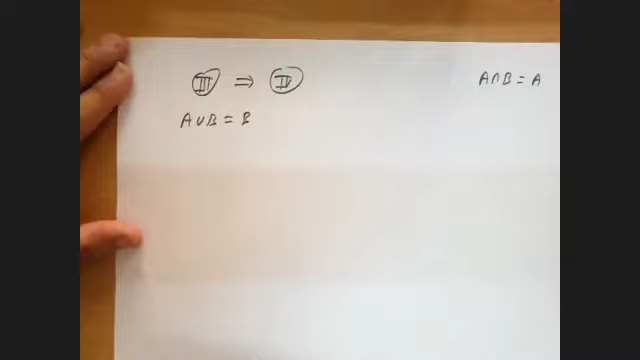 III ⇒ IV A∩B = A
A∪B = B